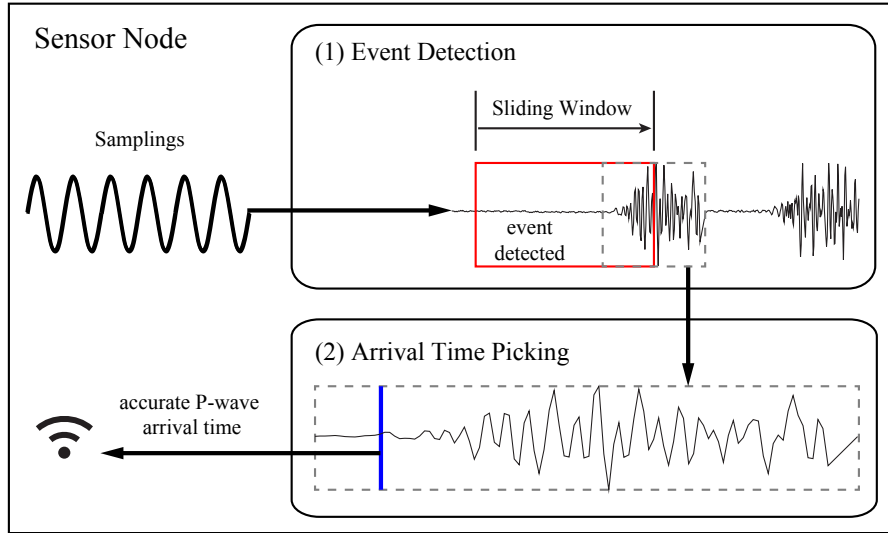 Sensor Node
(1) Event Detection
Sliding Window
Samplings
event
detected
(2) Arrival Time Picking
accurate P-wave
arrival time